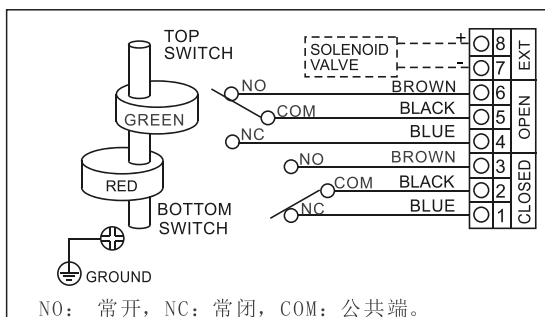 TOP
SWITCH
SOLENOID
VALVE
+
-
8
7
EXT
NO
BROWN
6
COM
BLACK
5
OPEN
GREEN
NC
BLUE
4
NO
BROWN
3
RED
COM
BLACK
2
CLOSED
NC
BLUE
1
BOTTOM
SWITCH
GROUND
NO: 常开, NC: 常闭, COM: 公共端。